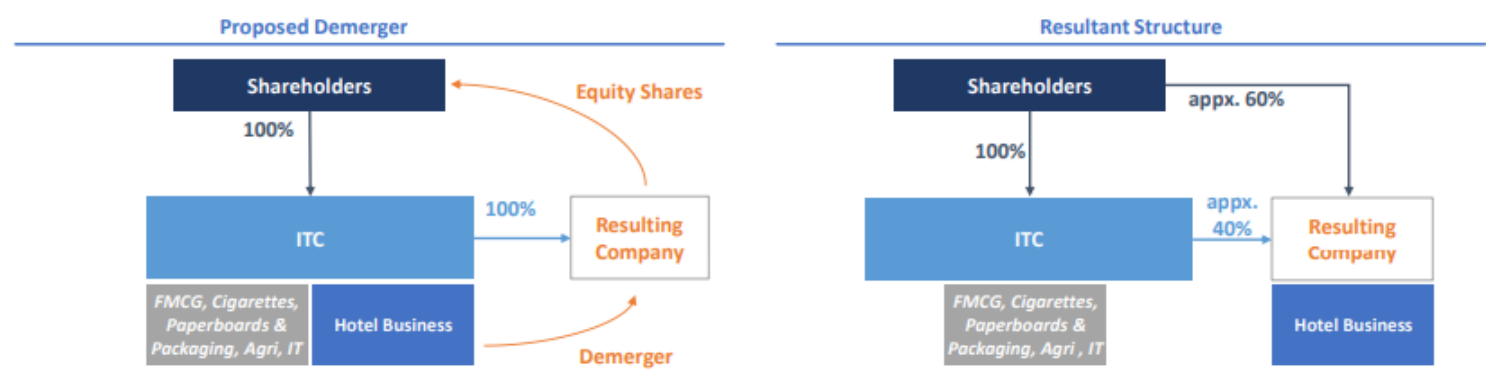 Proposed Demerger
Shareholders
Equity Shares
100%
100%
ITC
Resulting
Company
FMCG, Cigarettes,
Paperboards &
Packaging, Agri, IT
Hotel Business
Demerger
Resultant Structure
Shareholders
appx. 60%
100%
appx.
40%
ITC
Resulting
Company
FMCG, Cigarettes,
Paperboards &
Packaging, Agri , IT
Hotel Business